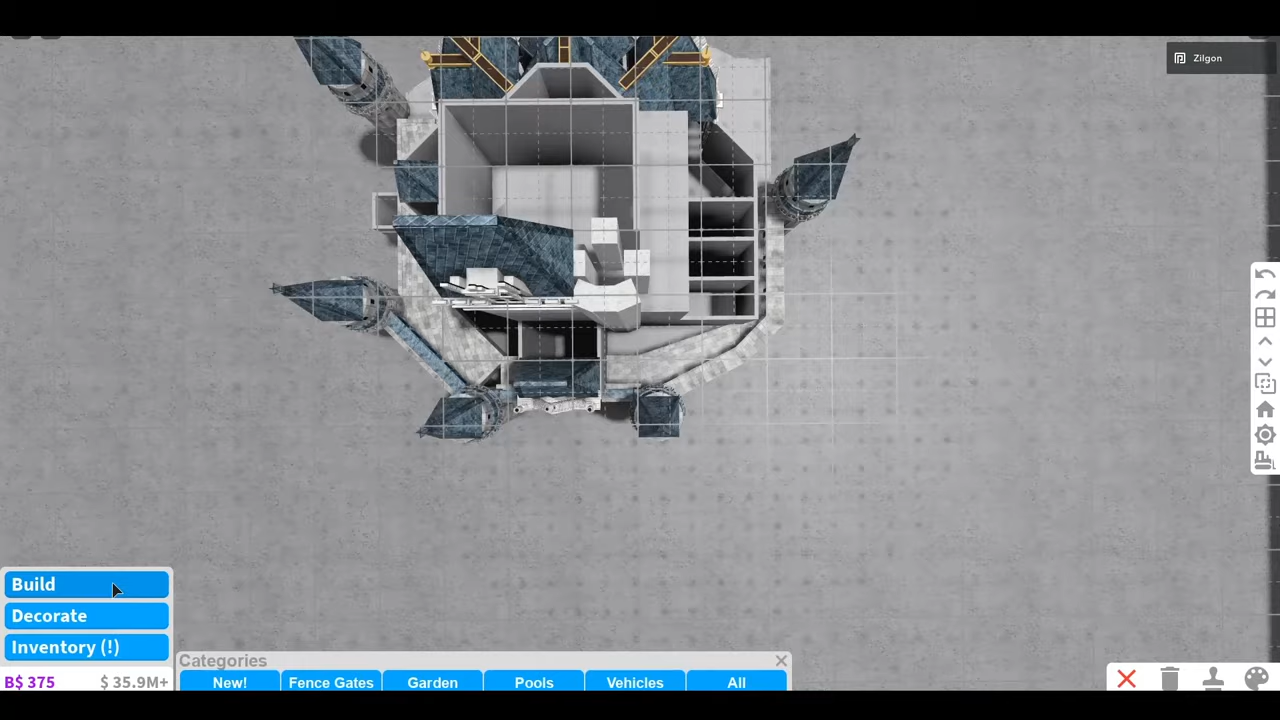 Zilgon
Build
Decorate
Inventory (!)
B$ 375 $ 35.9M+
Categories
New! Fence Gates Garden Pools Vehicles All